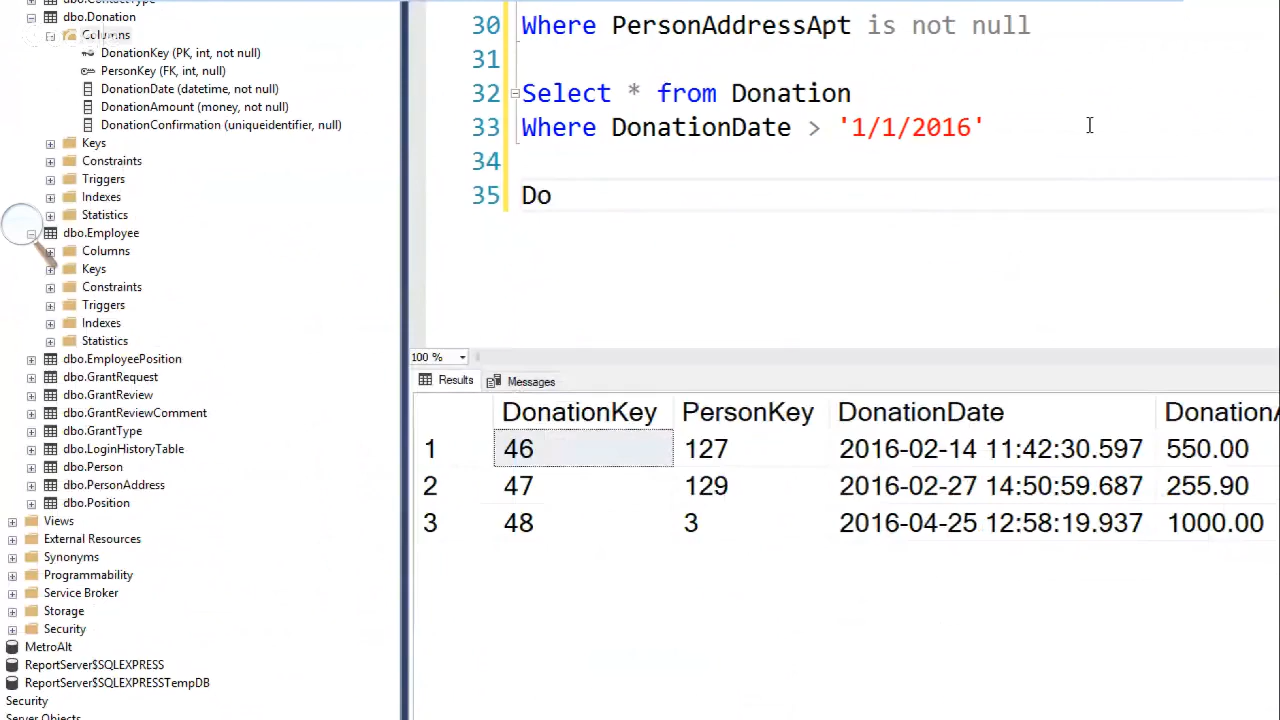 dbo.ContactType
dbo.Donation
Columns
DonationKey (PK, int, not null)
PersonKey (FK, int, null)
DonationDate (datetime, not null)
DonationAmount (money, not null)
DonationConfirmation (uniqueidentifier, null)
Keys
Constraints
Triggers
Indexes
Statistics
dbo.Employee
Columns
Keys
Constraints
Triggers
Indexes
Statistics
dbo.EmployeePosition
dbo.GrantRequest
dbo.GrantReview
dbo.GrantReviewComment
dbo.GrantType
dbo.LoginHistoryTable
dbo.Person
dbo.PersonAddress
dbo.Position
Views
External Resources
Synonyms
Programmability
Service Broker
Storage
Security
MetroAlt
ReportServer$SQLEXPRESS
ReportServer$SQLEXPRESSTempDB
Security
Server Objects
30 Where PersonAddressApt is not null
31
32 Select * from Donation
33 Where DonationDate > '1/1/2016'
34
35 Do
100 %
Results Messages
DonationKey PersonKey DonationDate DonationA
1 46 127 2016-02-14 11:42:30.597 550.00
2 47 129 2016-02-27 14:50:59.687 255.90
3 48 3 2016-04-25 12:58:19.937 1000.00